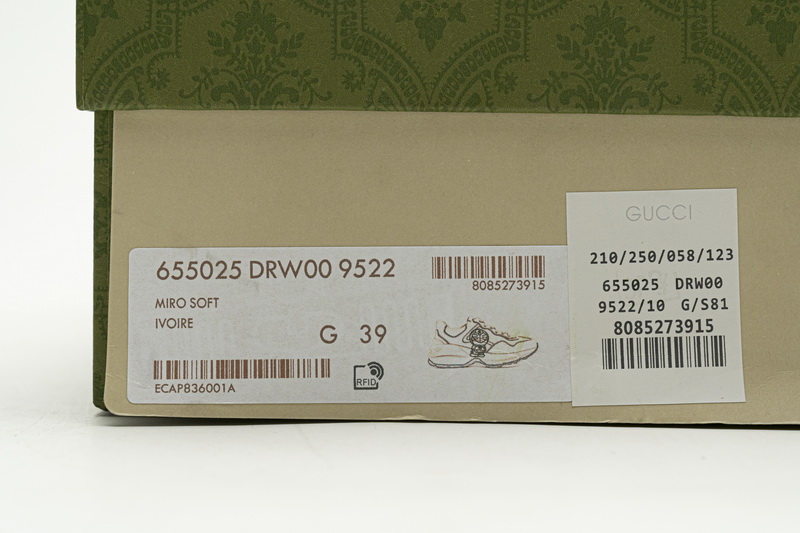 655025 DRW00 9522
8085273915
MIRO SOFT
IVOIRE
G 39
ECAP836001A
RFID
GUCCI
210/250/058/123
655025 DRW00
9522/10 G/S81
8085273915